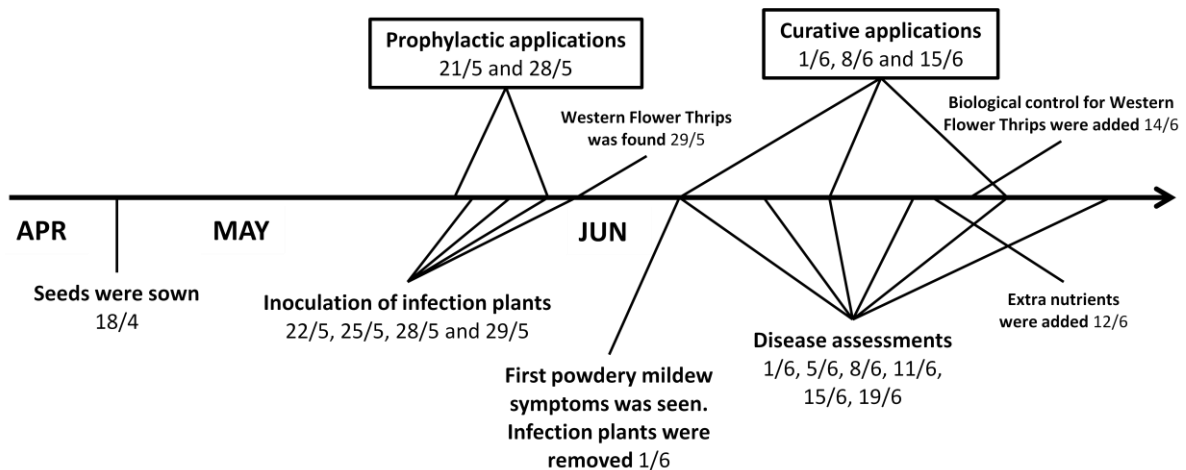 Prophylactic applications
21/5 and 28/5
Curative applications
1/6, 8/6 and 15/6
Western Flower Thrips
was found 29/5
Biological control for Western
Flower Thrips were added 14/6
APR
MAY
JUN
Seeds were sown
18/4
Inoculation of infection plants
22/5, 25/5, 28/5 and 29/5
First powdery mildew
symptoms was seen.
Infection plants were
removed 1/6
Disease assessments
1/6, 5/6, 8/6, 11/6,
15/6, 19/6
Extra nutrients
were added 12/6